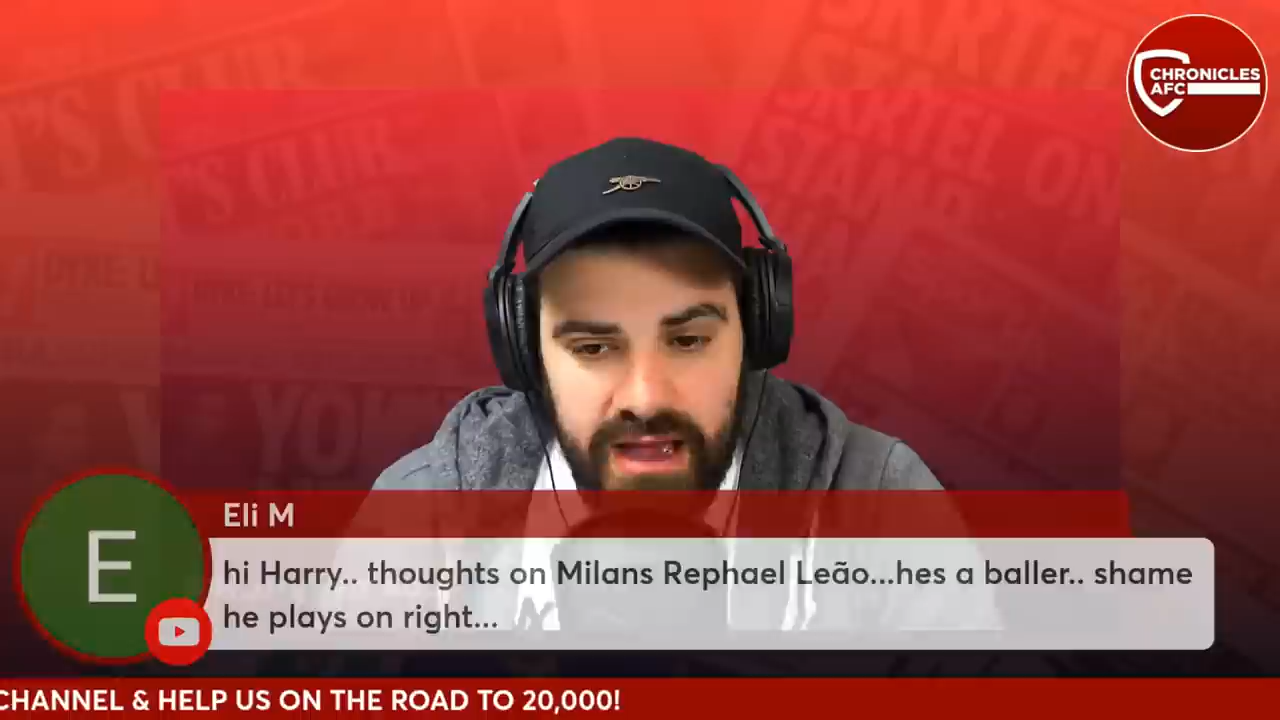 CHRONICLES
AFC
E
Eli M
hi Harry.. thoughts on Milans Rephael Leão...hes a baller.. shame
he plays on right...
CHANNEL & HELP US ON THE ROAD TO 20,000!